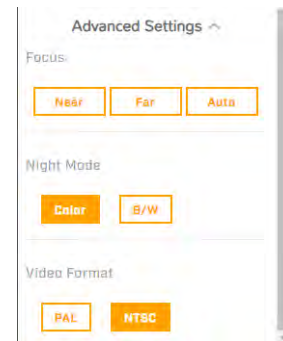 Advanced Settings
Focus:
Near Far Auto
Night Mode
Color B/W
Video Format
PAL NTSC